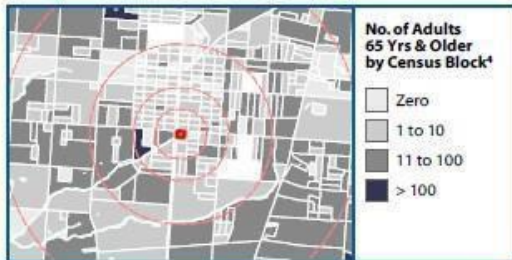 No. of Adults
65 Yrs & Older
by Census Block⁴
Zero
1 to 10
11 to 100
> 100